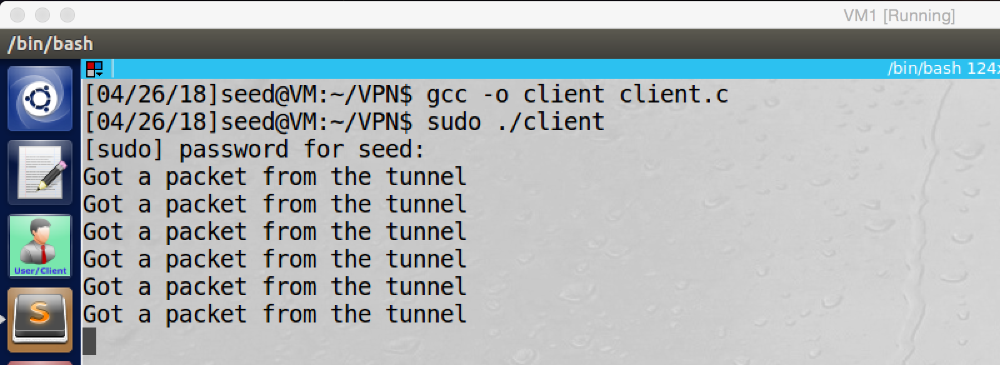 VM1 [Running]
/bin/bash
/bin/bash 124x
[04/26/18]seed@VM:~/VPN$ gcc -o client client.c
[04/26/18]seed@VM:~/VPN$ sudo ./client
[sudo] password for seed:
Got a packet from the tunnel
Got a packet from the tunnel
Got a packet from the tunnel
Got a packet from the tunnel
Got a packet from the tunnel
Got a packet from the tunnel
User/Client
S